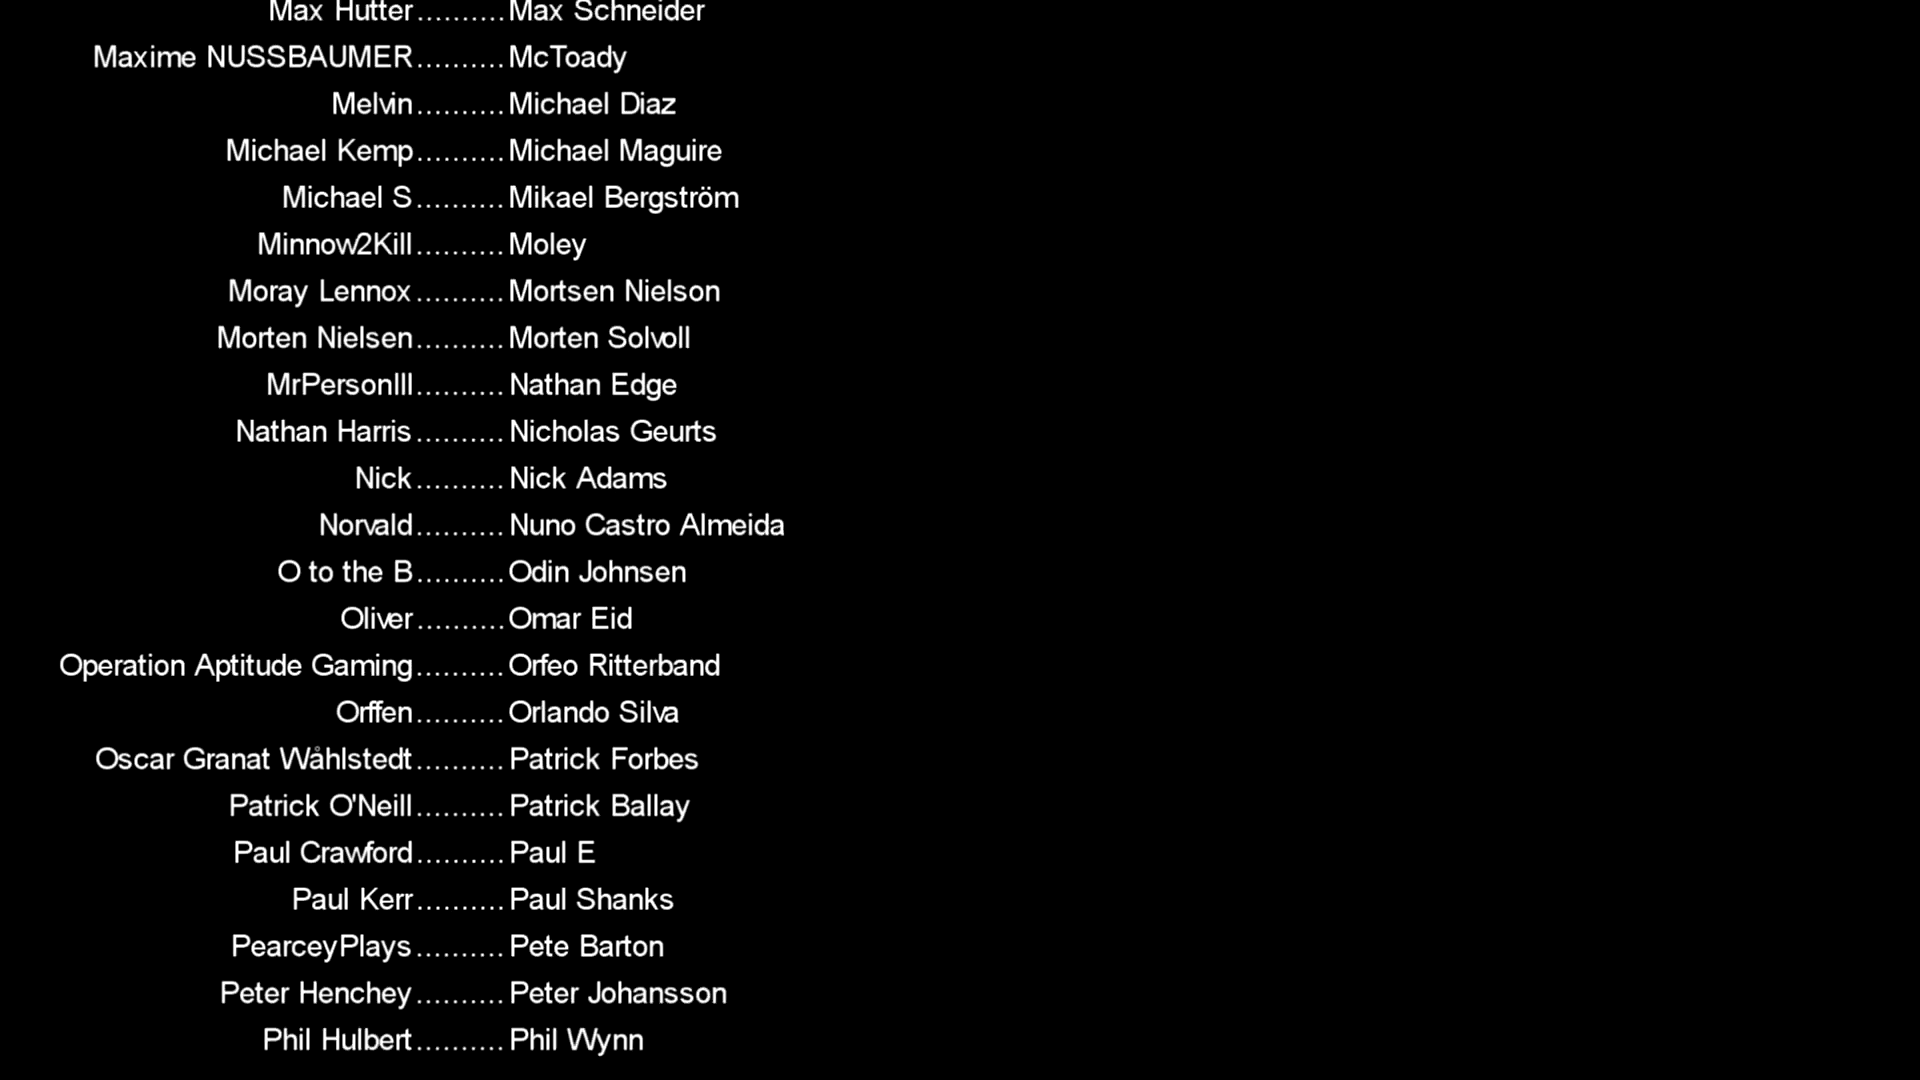 Max Hutter..........Max Schneider
Maxime NUSSBAUMER..........McToady
Melvin..........Michael Diaz
Michael Kemp..........Michael Maguire
Michael S..........Mikael Bergström
Minnow2Kill..........Moley
Moray Lennox..........Mortsen Nielson
Morten Nielsen..........Morten Solvoll
MrPersonIII..........Nathan Edge
Nathan Harris..........Nicholas Geurts
Nick..........Nick Adams
Norvald..........Nuno Castro Almeida
O to the B..........Odin Johnsen
Oliver..........Omar Eid
Operation Aptitude Gaming..........Orfeo Ritterband
Orffen..........Orlando Silva
Oscar Granat Wåhlstedt..........Patrick Forbes
Patrick O'Neill..........Patrick Ballay
Paul Crawford..........Paul E
Paul Kerr..........Paul Shanks
PearceyPlays..........Pete Barton
Peter Henchey..........Peter Johansson
Phil Hulbert..........Phil Wynn